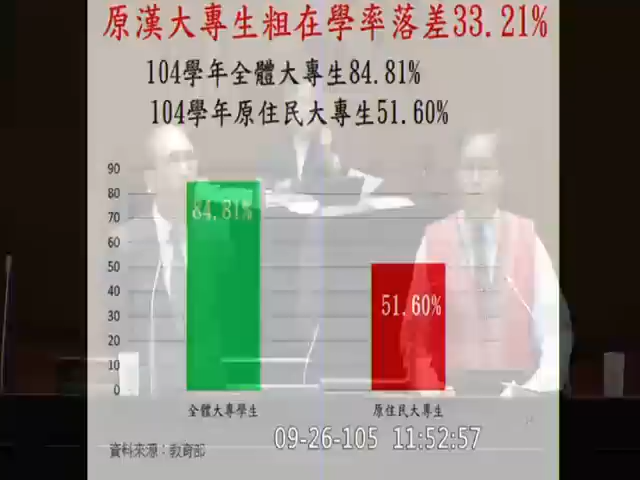 原漢大專生粗在學率落差33.21%
104學年全體大專生84.81%
104學年原住民大專生51.60%
90
80
70
60
50
40
30
20
10
0
84.81%
51.60%
全體大專學生
原住民大專生
09-26-105 11:52:57
資料來源：教育部